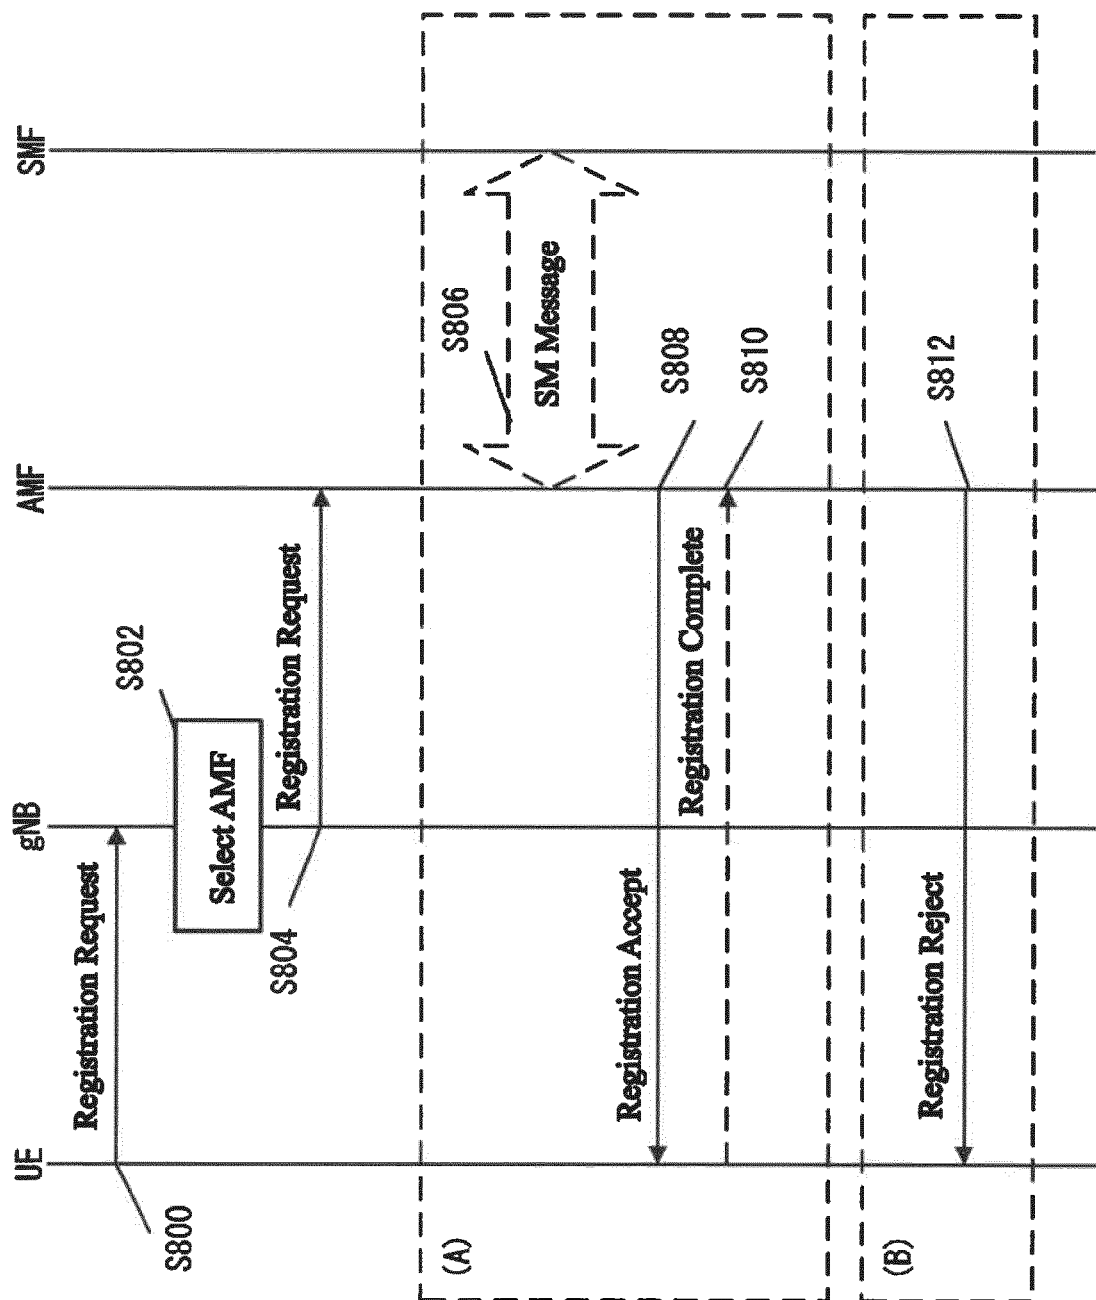 UE
gNB
AMF
SMF
Registration Request
S800
Select AMF
S802
Registration Request
S804
(A)
SM Message
S806
Registration Accept
S808
Registration Complete
S810
(B)
Registration Reject
S812